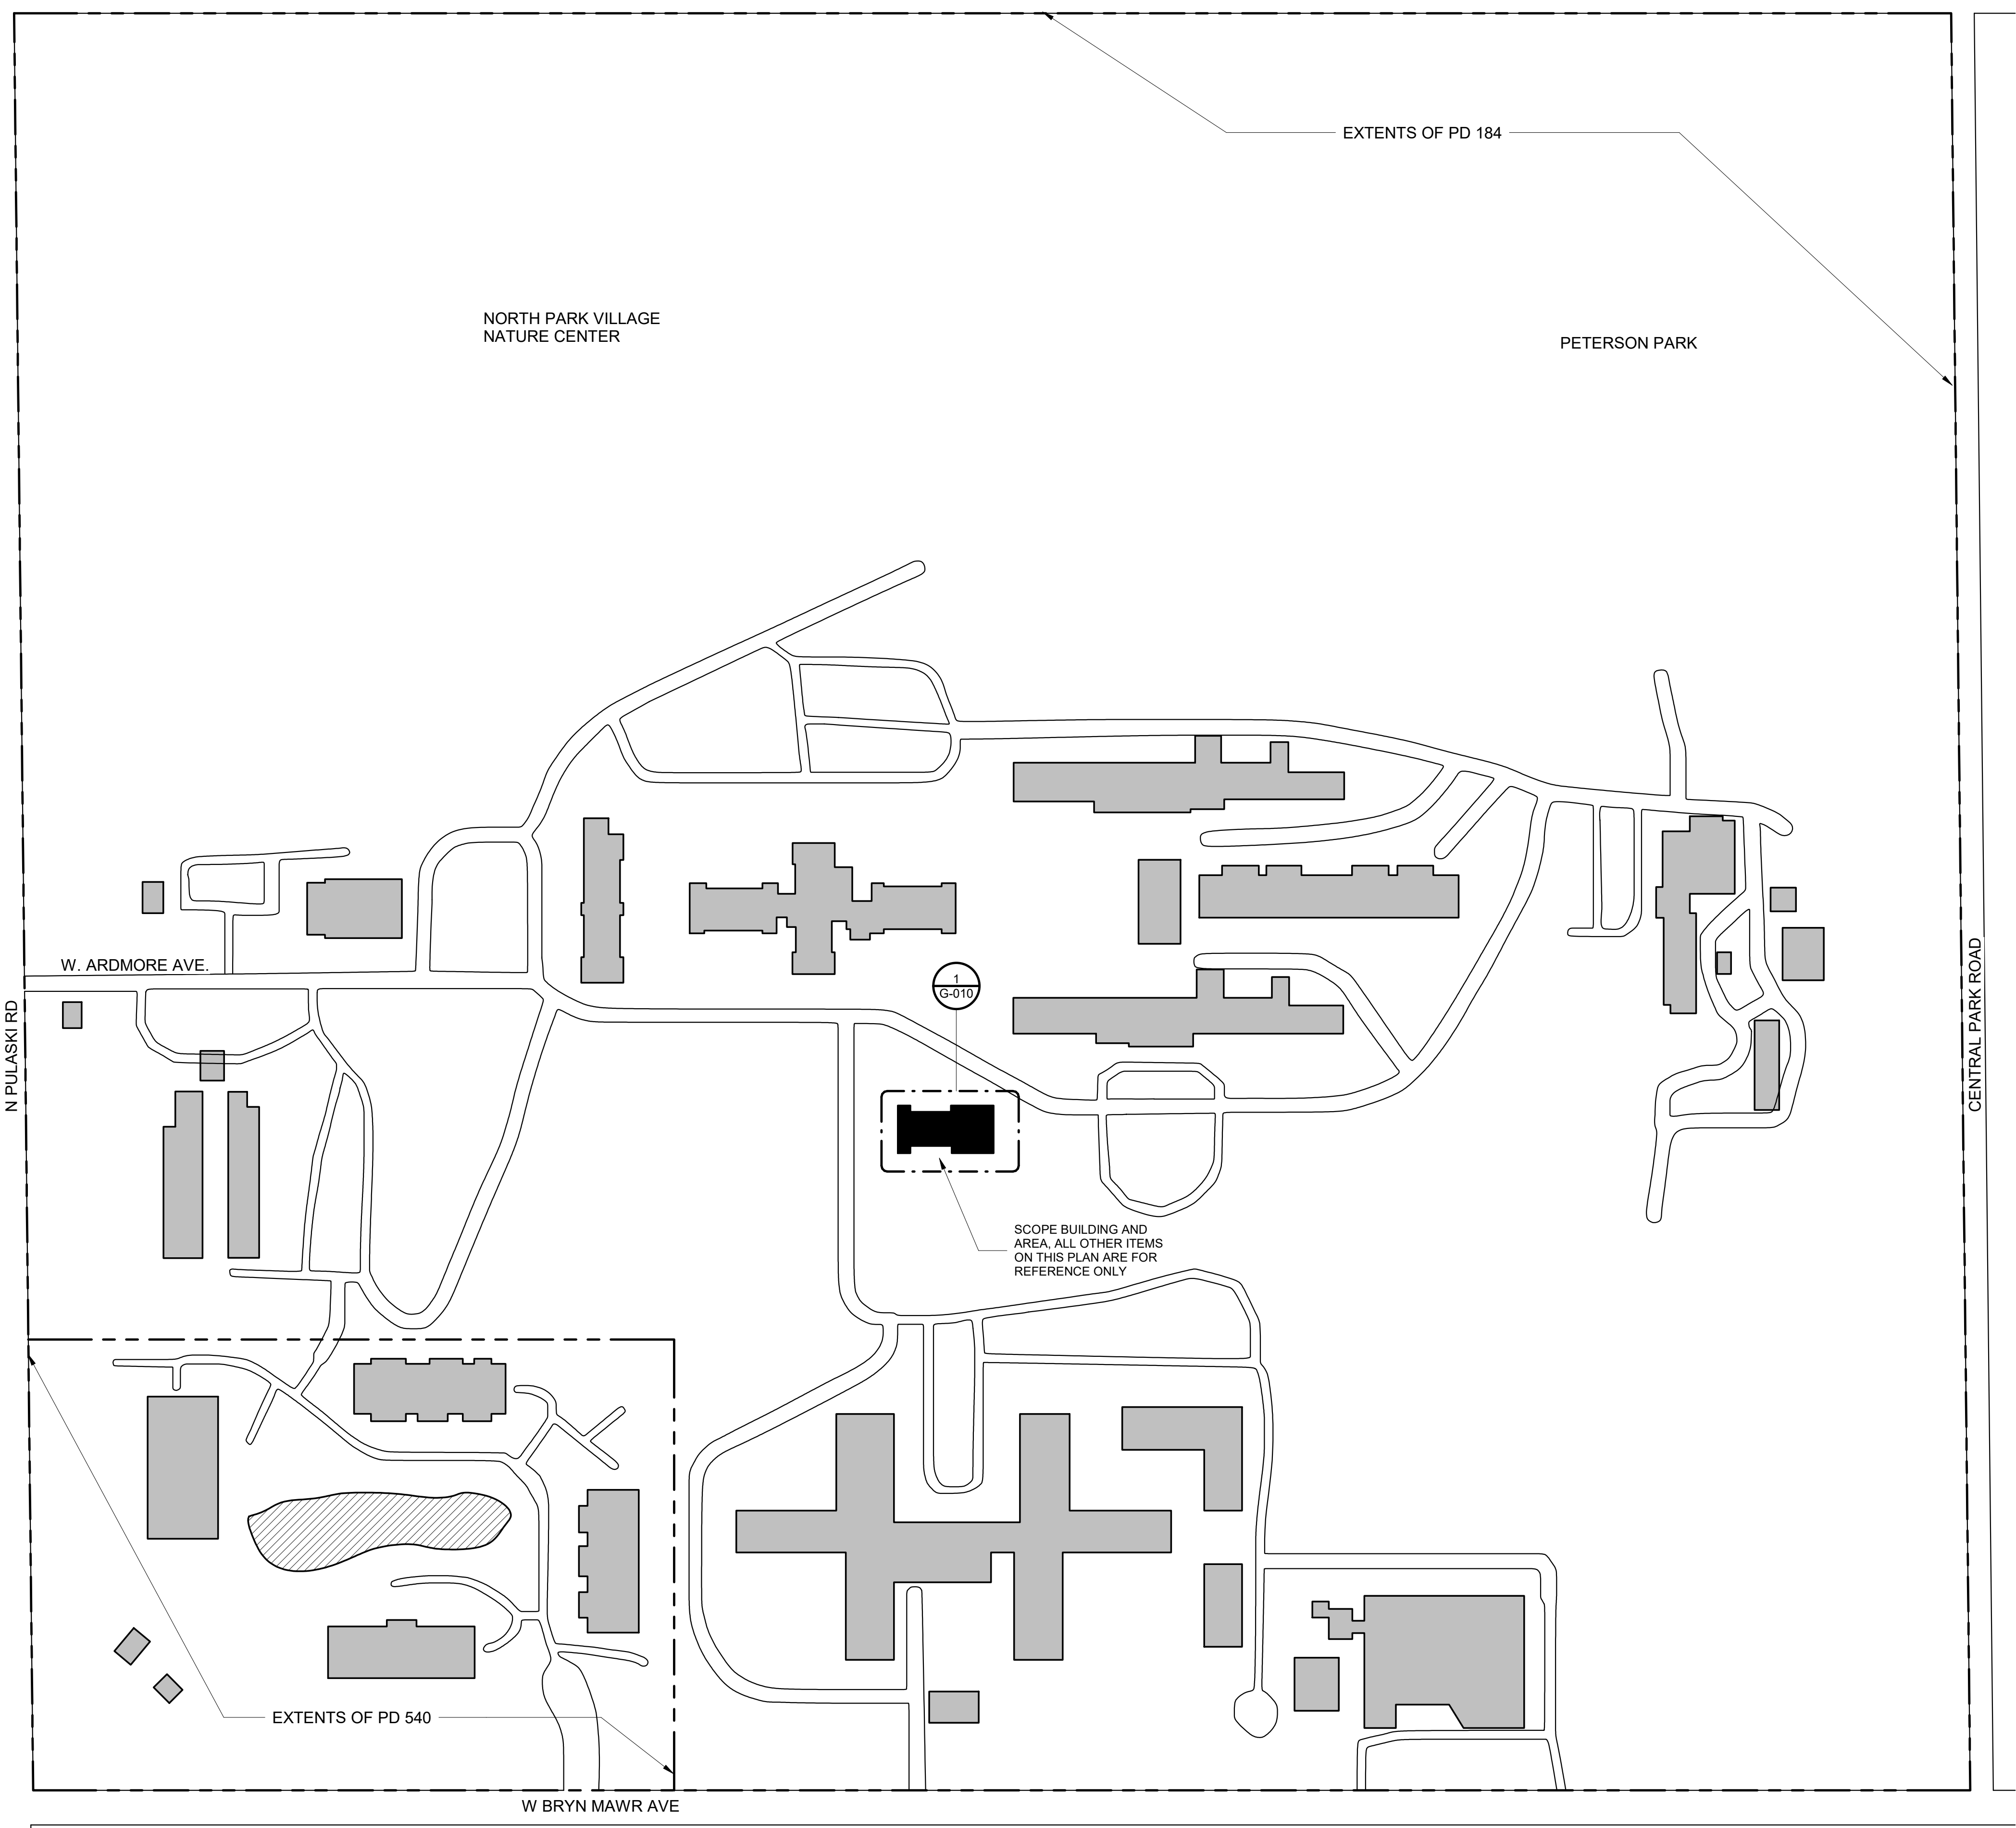 EXTENTS OF PD 184
NORTH PARK VILLAGE
NATURE CENTER
PETERSON PARK
W. ARDMORE AVE.
1
G-010
N PULASKI RD
CENTRAL PARK ROAD
SCOPE BUILDING AND
AREA, ALL OTHER ITEMS
ON THIS PLAN ARE FOR
REFERENCE ONLY
EXTENTS OF PD 540
W BRYN MAWR AVE